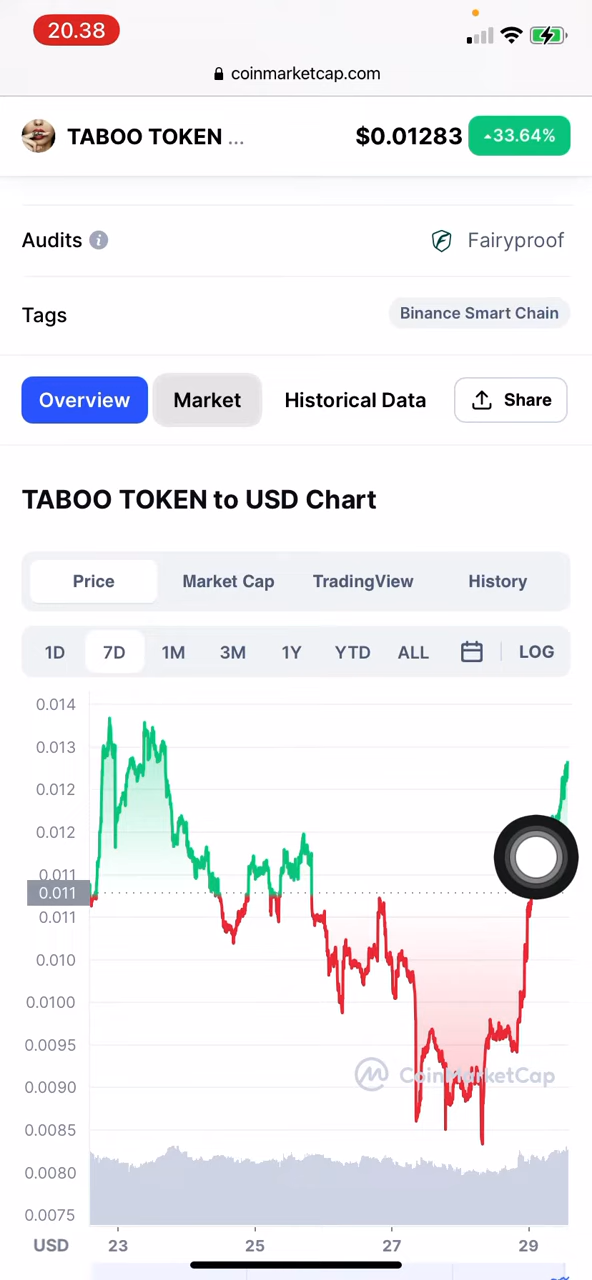 20.38
coinmarketcap.com
TABOO TOKEN ... $0.01283 33.64%
Audits i Fairyproof
Tags Binance Smart Chain
Overview Market Historical Data Share
TABOO TOKEN to USD Chart
Price Market Cap TradingView History
1D 7D 1M 3M 1Y YTD ALL LOG
0.014
0.013
0.012
0.012
0.011
0.011
0.011
0.010
0.0100
0.0095
CoinMarketCap
0.0090
0.0085
0.0080
0.0075
USD 23 25 27 29